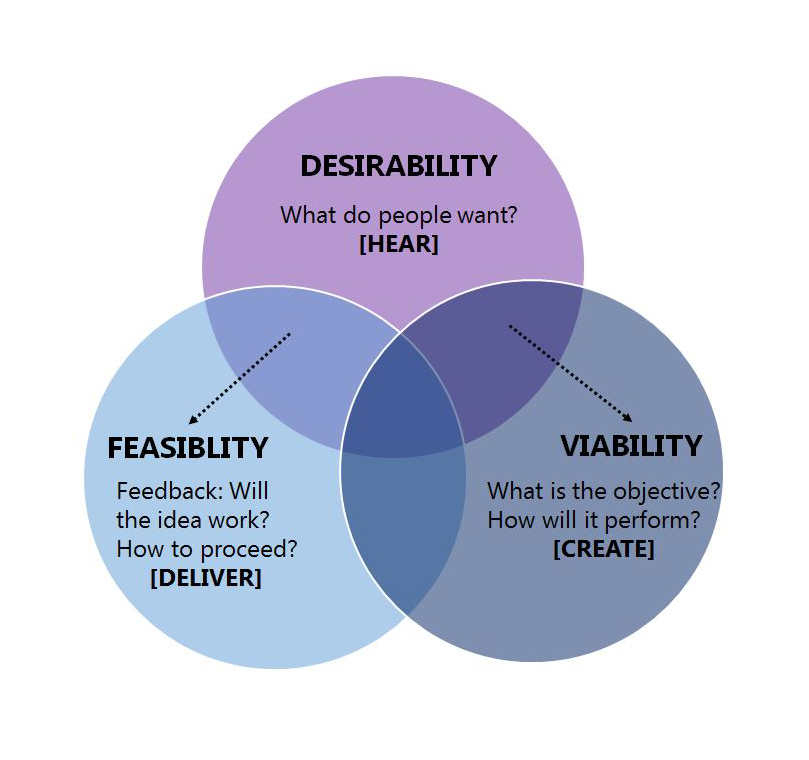 DESIRABILITY
What do people want?
[HEAR]
FEASIBLITY
Feedback: Will
the idea work?
How to proceed?
[DELIVER]
VIABILITY
What is the objective?
How will it perform?
[CREATE]